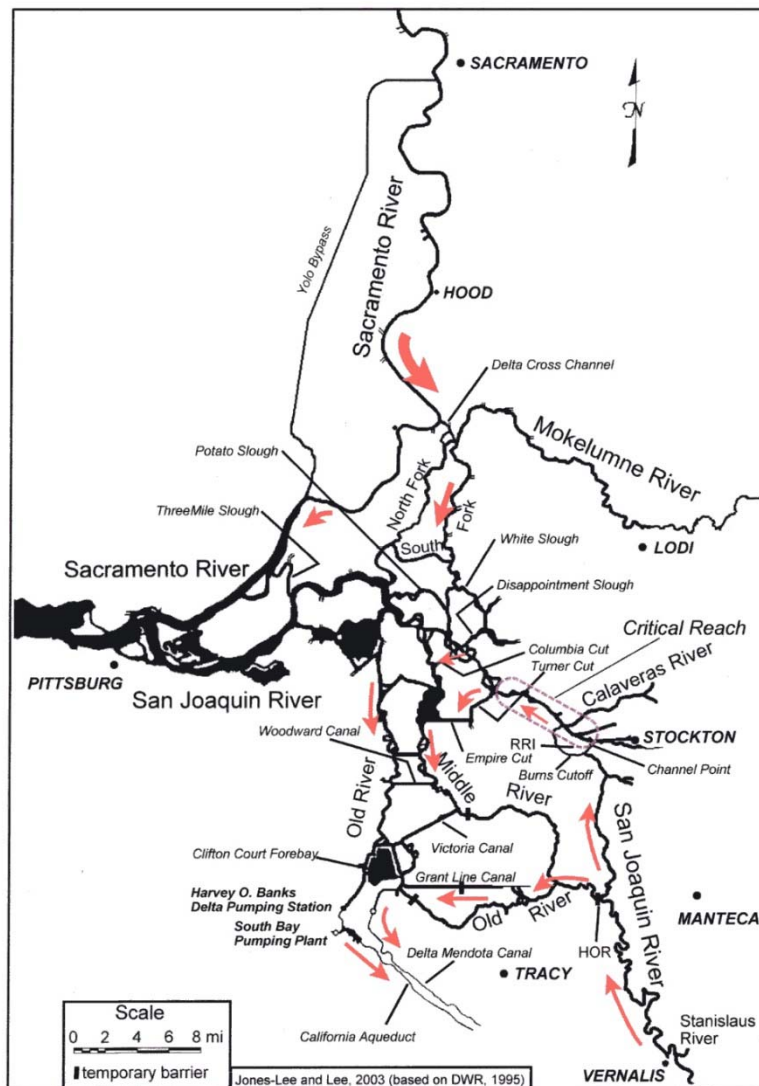 SACRAMENTO
N
Yolo Bypass
Sacramento River
HOOD
Delta Cross Channel
Mokelumne River
Potato Slough
North Fork
South Fork
ThreeMile Slough
White Slough
LODI
Disappointment Slough
Sacramento River
Critical Reach
Columbia Cut
Turner Cut
Calaveras River
PITTSBURG
San Joaquin River
STOCKTON
Woodward Canal
RRI
Empire Cut
Burns Cutoff
Channel Point
Middle River
Old River
San Joaquin River
Victoria Canal
Clifton Court Forebay
Grant Line Canal
Harvey O. Banks
Delta Pumping Station
Old River
MANTECA
South Bay
Pumping Plant
HOR
Delta Mendota Canal
TRACY
California Aqueduct
Stanislaus
River
VERNALIS
Scale
0 2 4 6 8 mi
temporary barrier
Jones-Lee and Lee, 2003 (based on DWR, 1995)